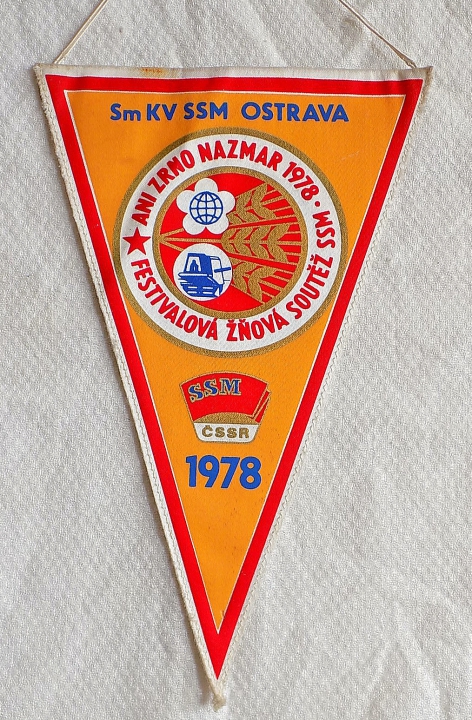 Sm KV SSM OSTRAVA
ANI ZRNO NAZMAR 1978 • SSM
FESTIVALOVÁ ŽŇOVÁ SOUTĚŽ
SSM
ČSSR
1978